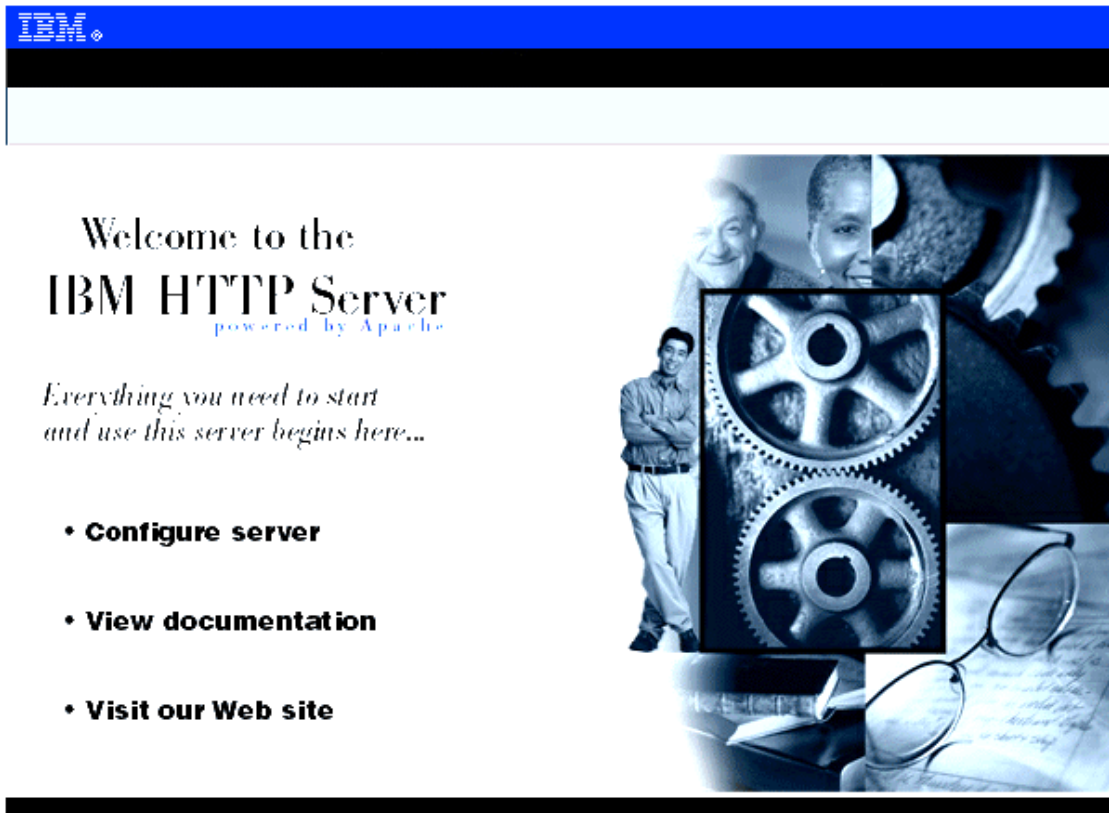 IBM®
Welcome to the
IBM HTTP Server
powered by Apache
Everything you need to start
and use this server begins here...
• Configure server
• View documentation
• Visit our Web site